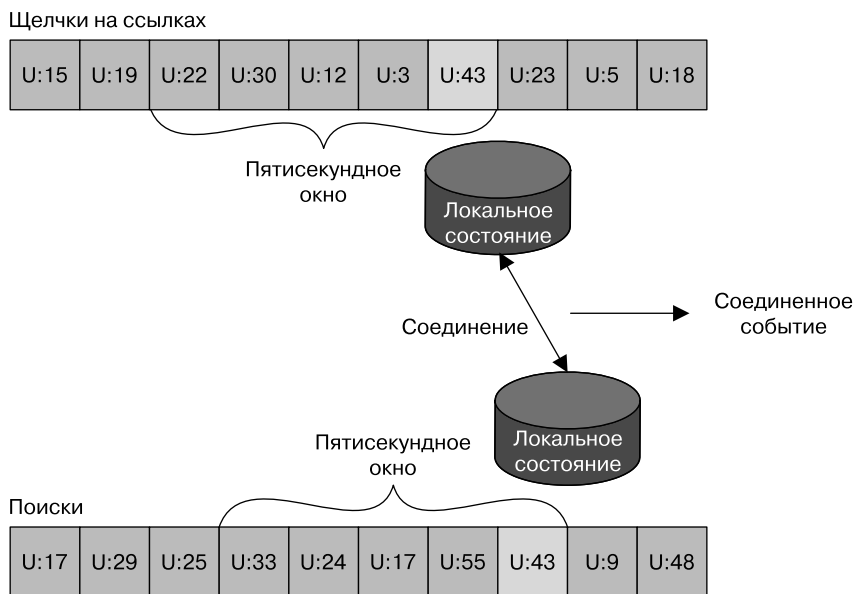 Щелчки на ссылках
U:15 U:19 U:22 U:30 U:12 U:3 U:43 U:23 U:5 U:18
Пятисекундное
окно
Локальное
состояние
Соединение
Соединенное
событие
Пятисекундное
окно
Локальное
состояние
Поиски
U:17 U:29 U:25 U:33 U:24 U:17 U:55 U:43 U:9 U:48